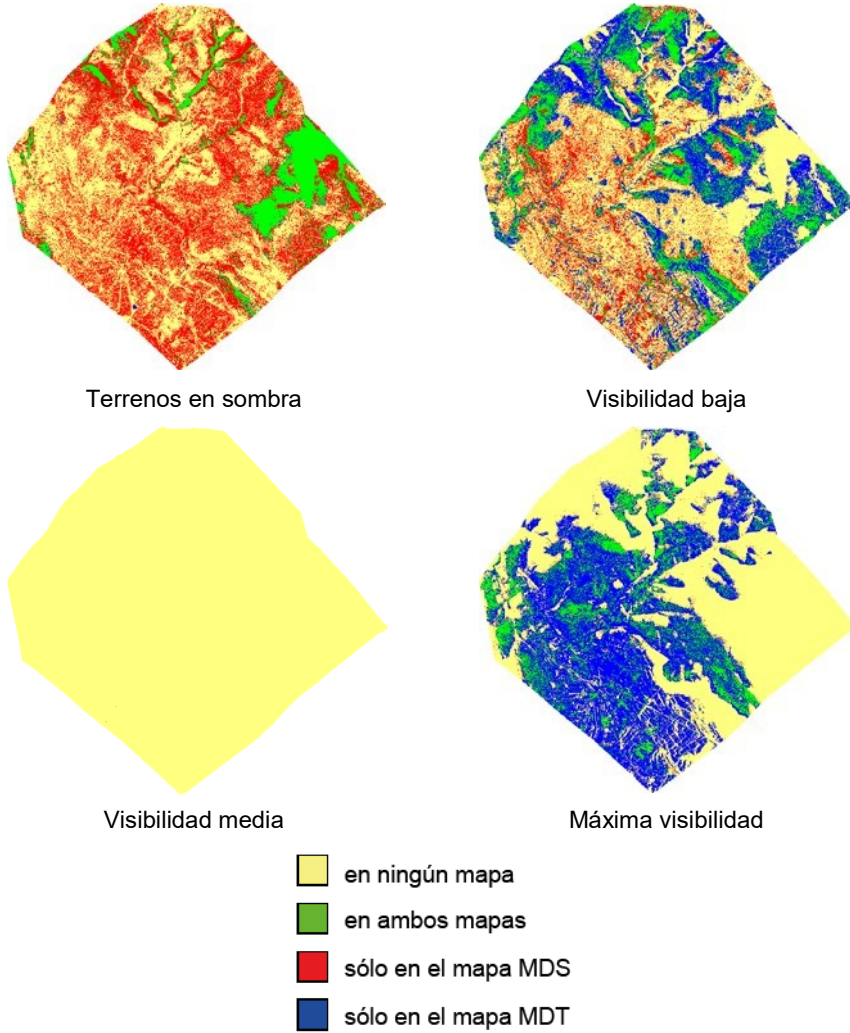 Terrenos en sombra
Visibilidad baja
Visibilidad media
Máxima visibilidad
en ningún mapa
en ambos mapas
sólo en el mapa MDS
sólo en el mapa MDT